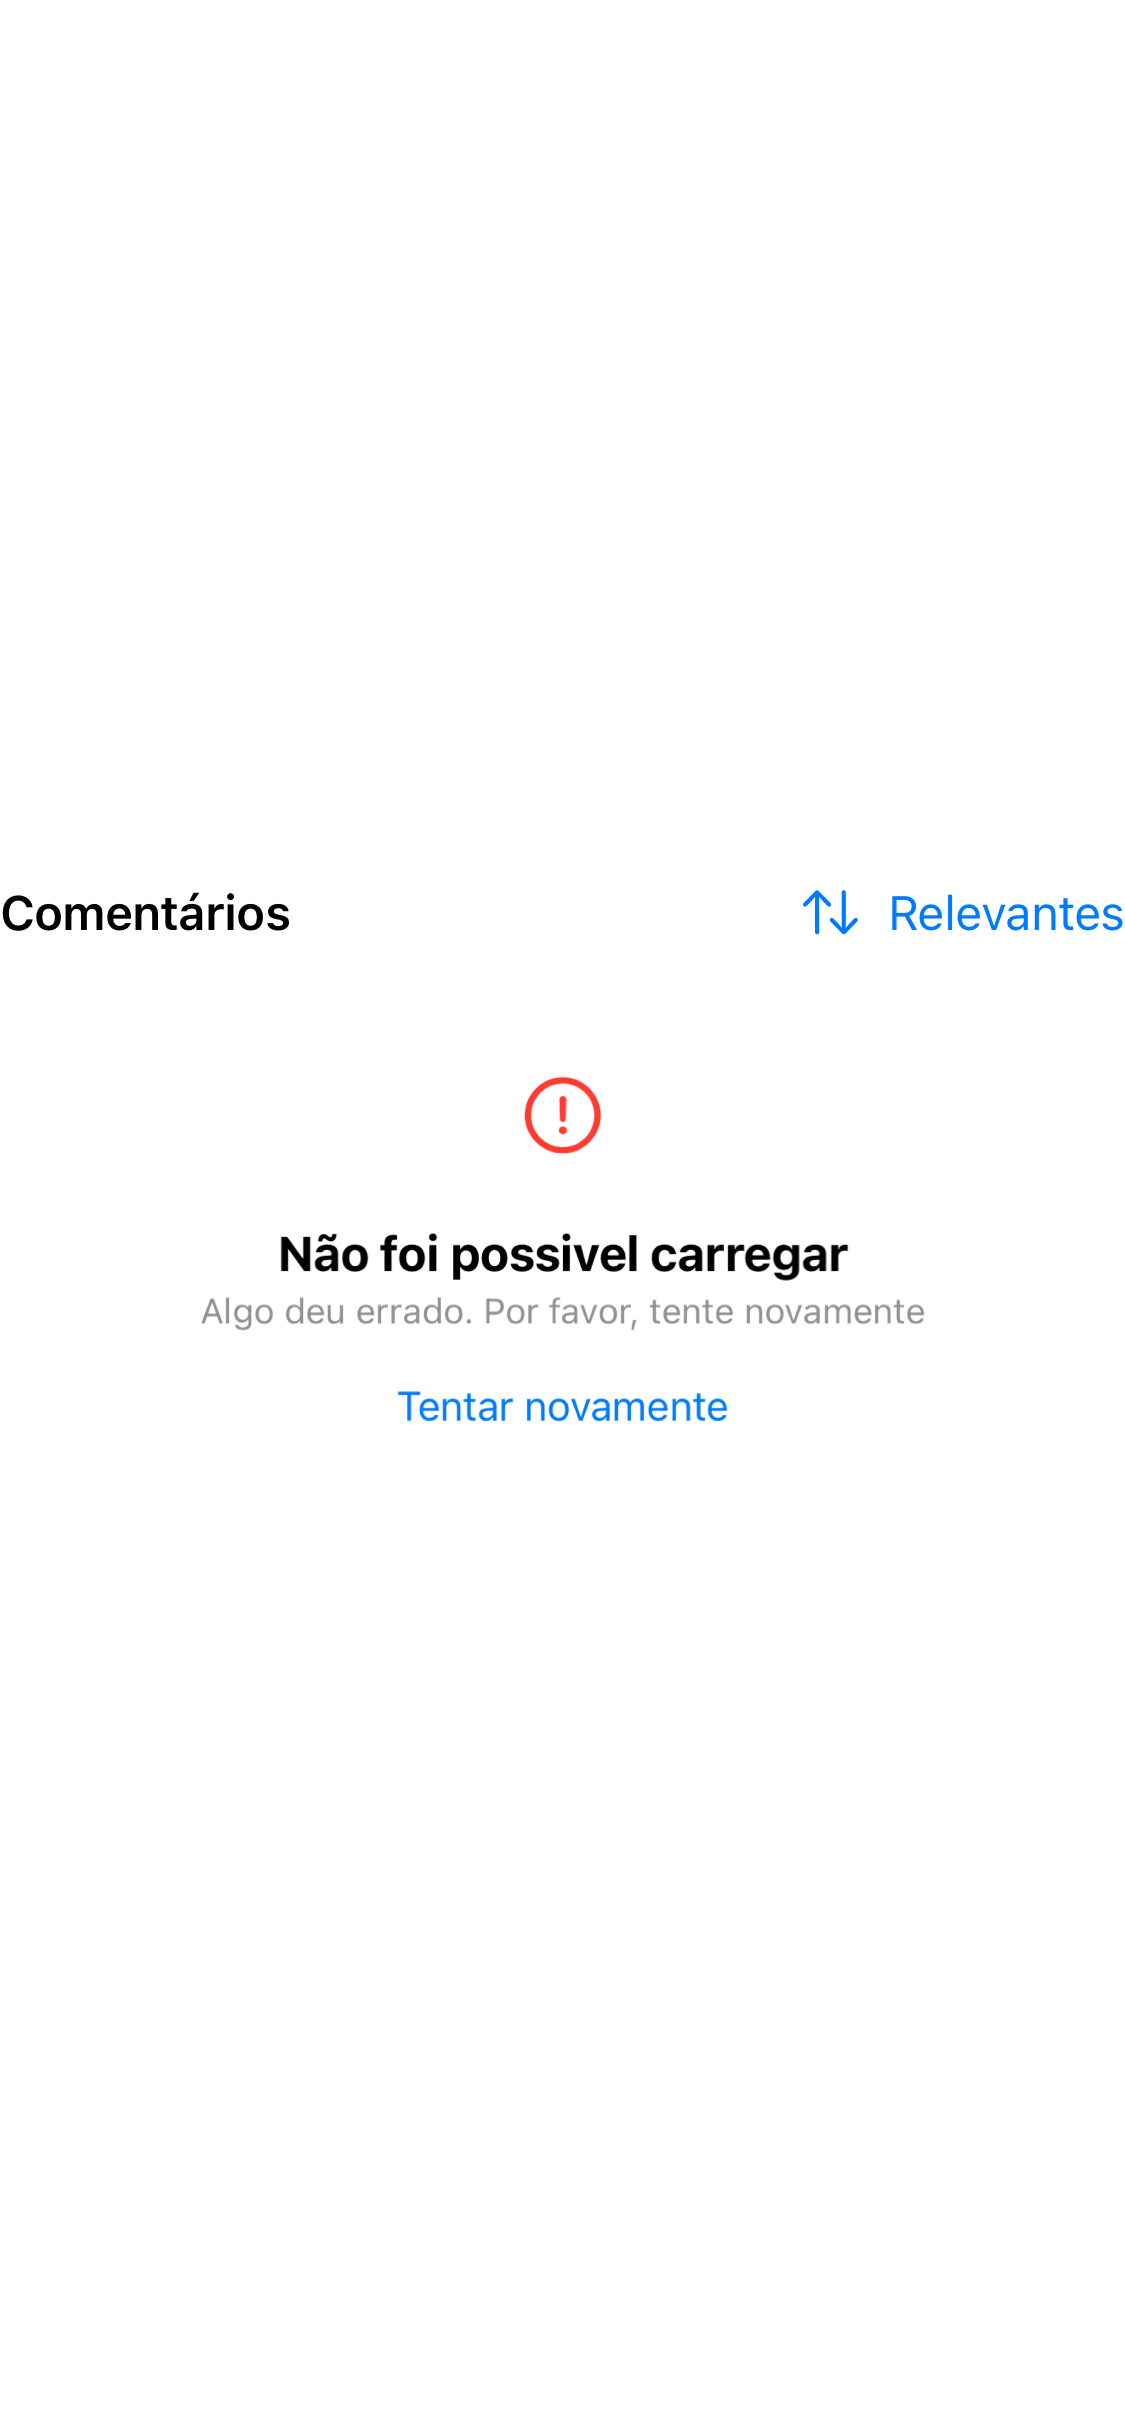 Comentários
Relevantes
Não foi possivel carregar
Algo deu errado. Por favor, tente novamente
Tentar novamente